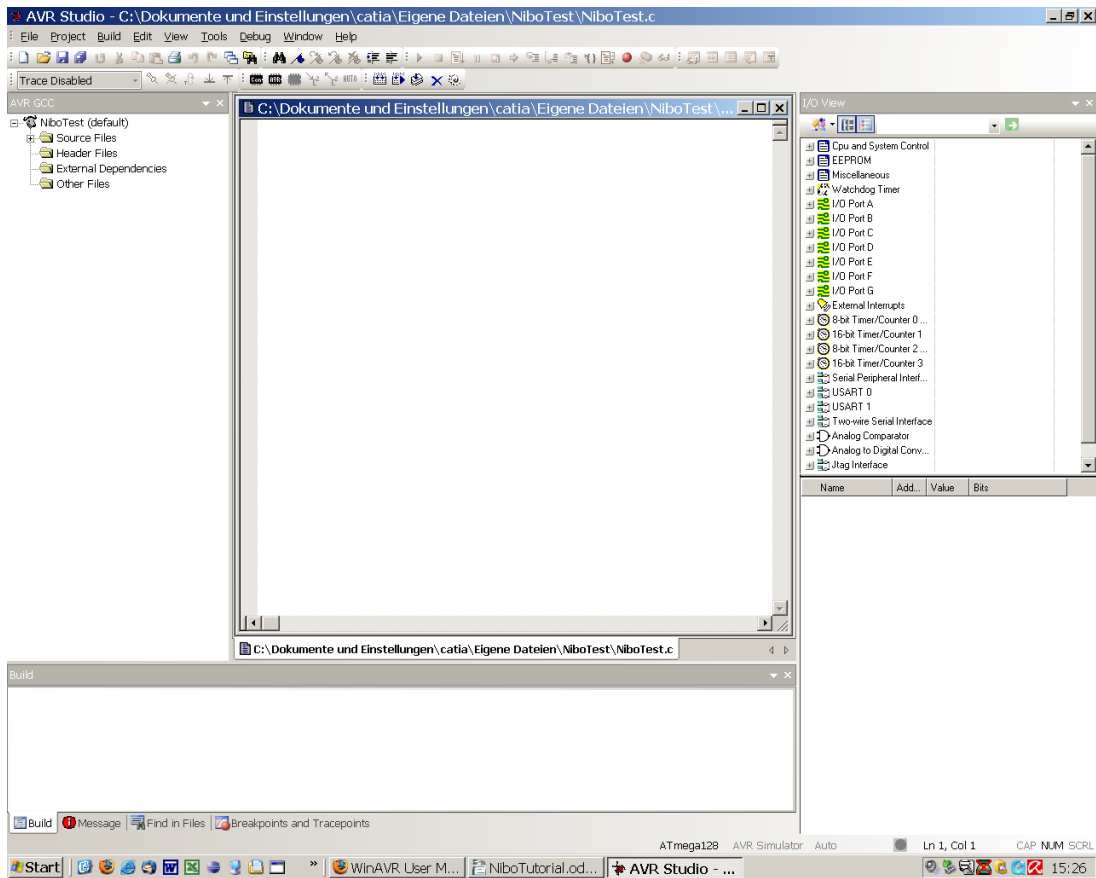 AVR Studio - C:\Dokumente und Einstellungen\catia\Eigene Dateien\NiboTest\NiboTest.c
File Project Build Edit View Tools Debug Window Help
Trace Disabled
AVR GCC
NiboTest (default)
Source Files
Header Files
External Dependencies
Other Files
C:\Dokumente und Einstellungen\catia\Eigene Dateien\NiboTest\...
I/O View
Cpu and System Control
EEPROM
Miscellaneous
Watchdog Timer
I/O Port A
I/O Port B
I/O Port C
I/O Port D
I/O Port E
I/O Port F
I/O Port G
External Interrupts
8-bit Timer/Counter 0 ...
16-bit Timer/Counter 1
8-bit Timer/Counter 2 ...
16-bit Timer/Counter 3
Serial Peripheral Interf...
USART 0
USART 1
Two-wire Serial Interface
Analog Comparator
Analog to Digital Conv...
Jtag Interface
Name Add... Value Bits
C:\Dokumente und Einstellungen\catia\Eigene Dateien\NiboTest\NiboTest.c
Build
Build Message Find in Files Breakpoints and Tracepoints
ATmega128 AVR Simulator Auto Ln 1, Col 1 CAP NUM SCRL
Start » WinAVR User M... NiboTutorial.od... AVR Studio - ... 15:26